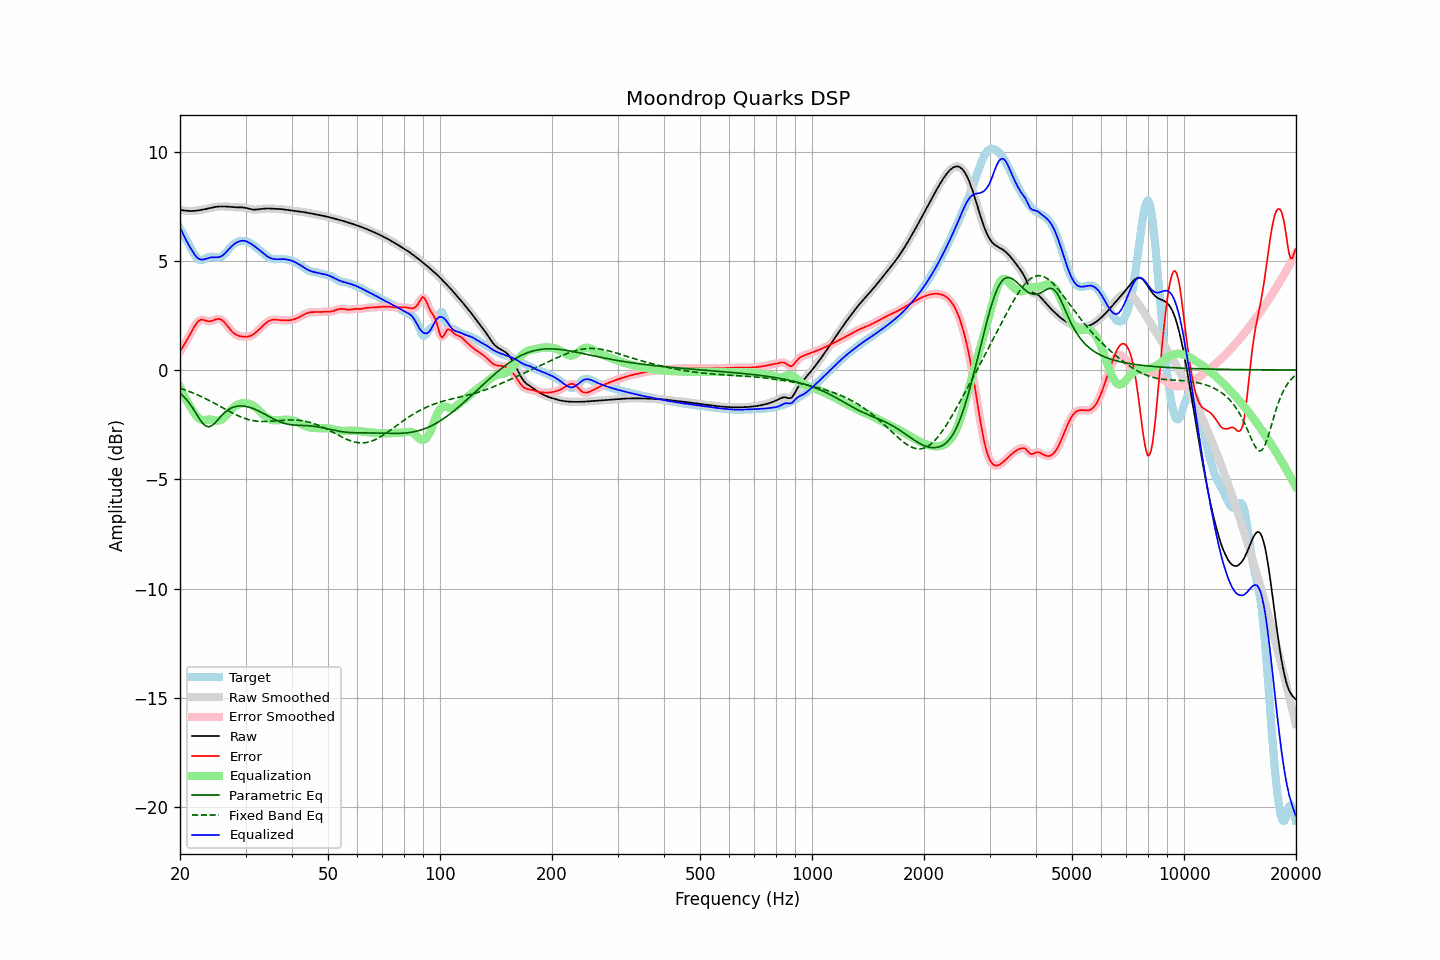 Moondrop Quarks DSP
10
5
0
−5
−10
−15
−20
Amplitude (dBr)
Target
Raw Smoothed
Error Smoothed
Raw
Error
Equalization
Parametric Eq
Fixed Band Eq
Equalized
20 50 100 200 500 1000 2000 5000 10000 20000
Frequency (Hz)